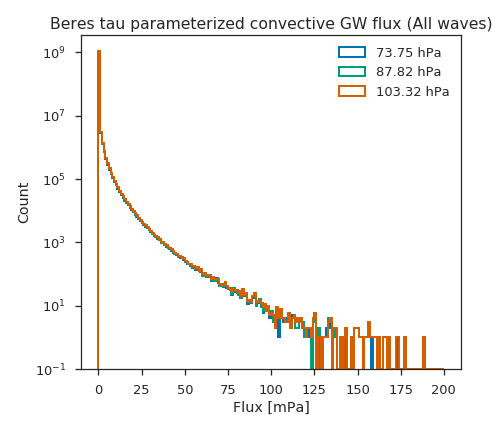 Beres tau parameterized convective GW flux (All waves)
73.75 hPa
87.82 hPa
103.32 hPa
Count
10⁹
10⁷
10⁵
10³
10¹
10⁻¹
0 25 50 75 100 125 150 175 200
Flux [mPa]